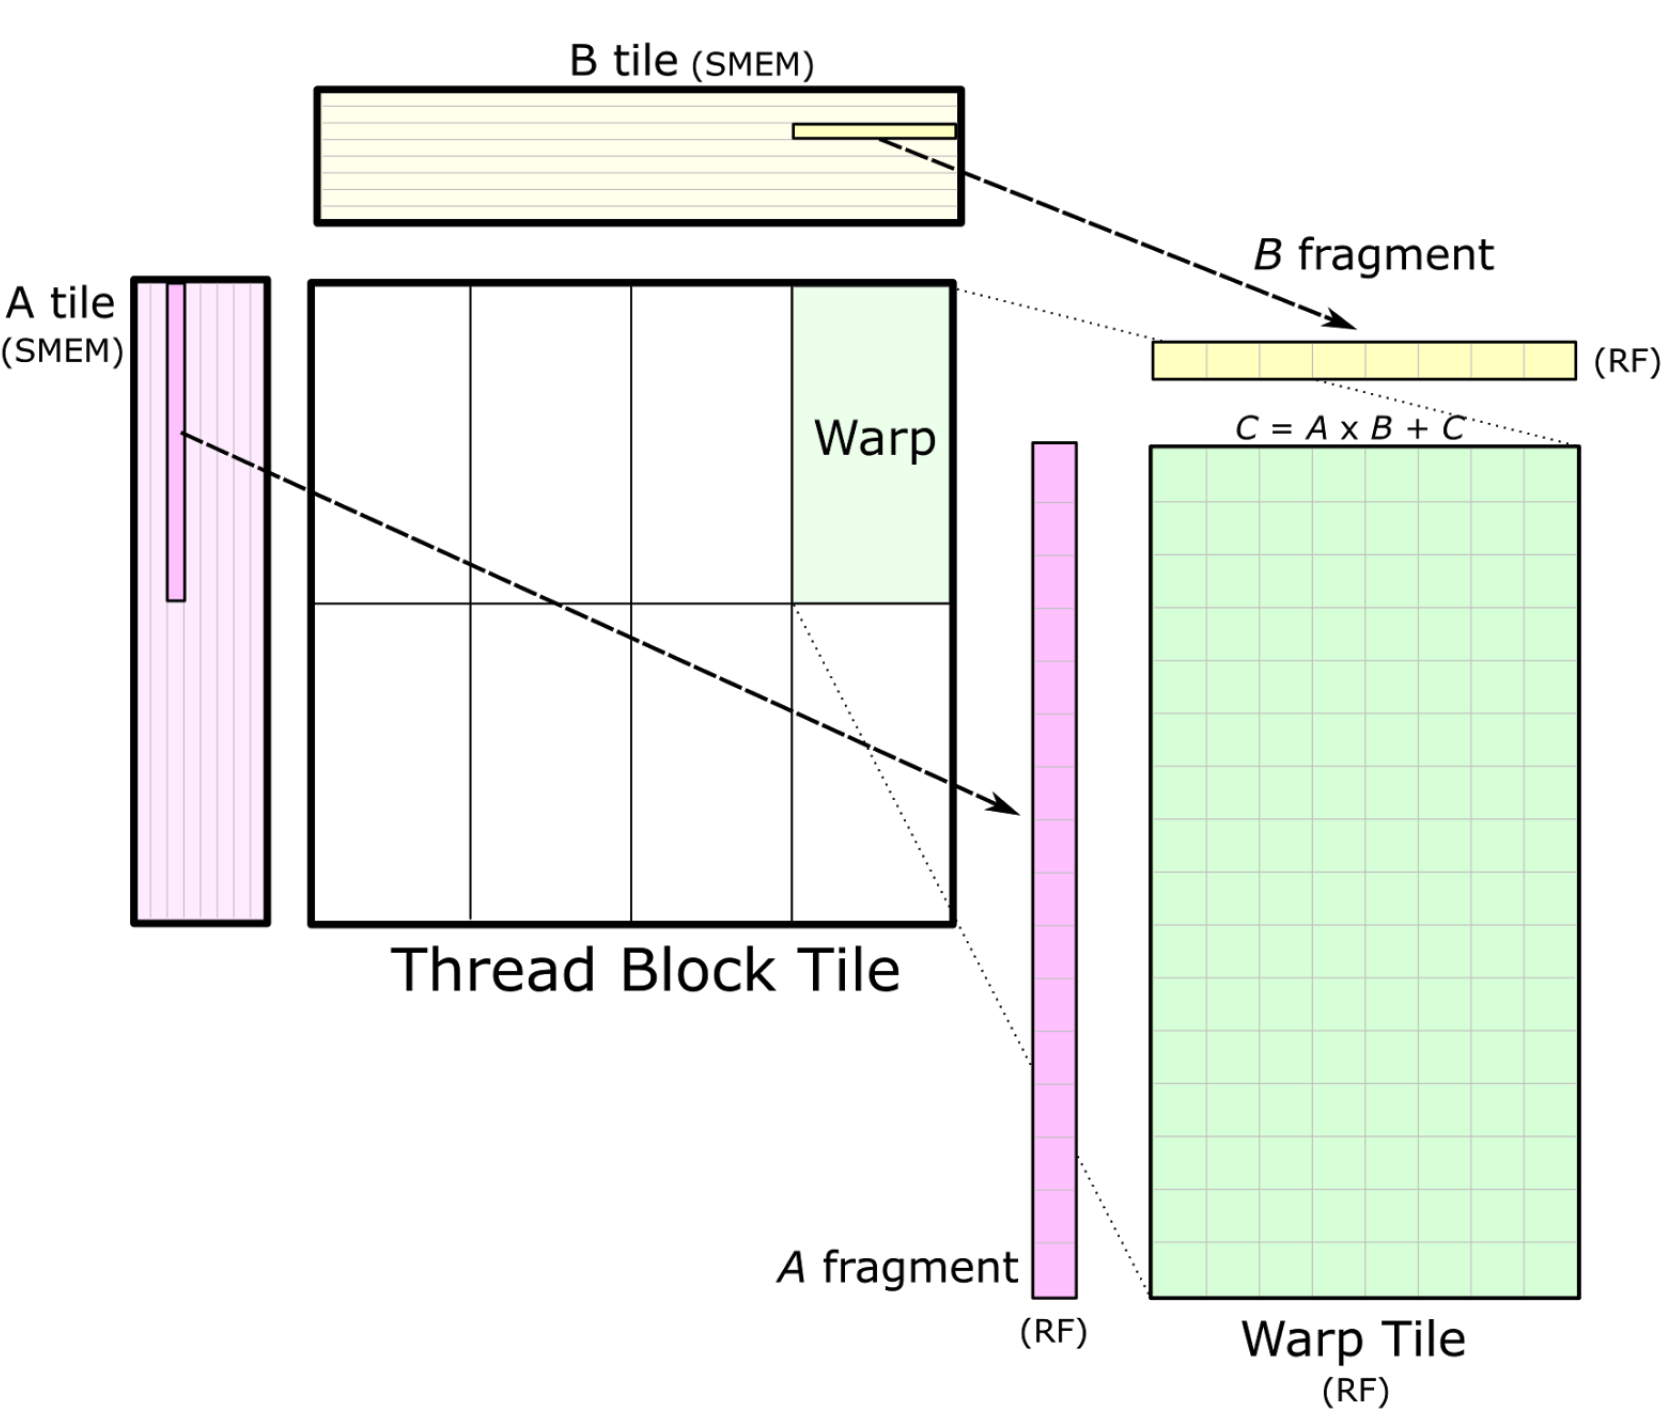 B tile (SMEM)
B fragment
A tile
(SMEM)
(RF)
C = A x B + C
Warp
Thread Block Tile
A fragment
(RF)
Warp Tile
(RF)